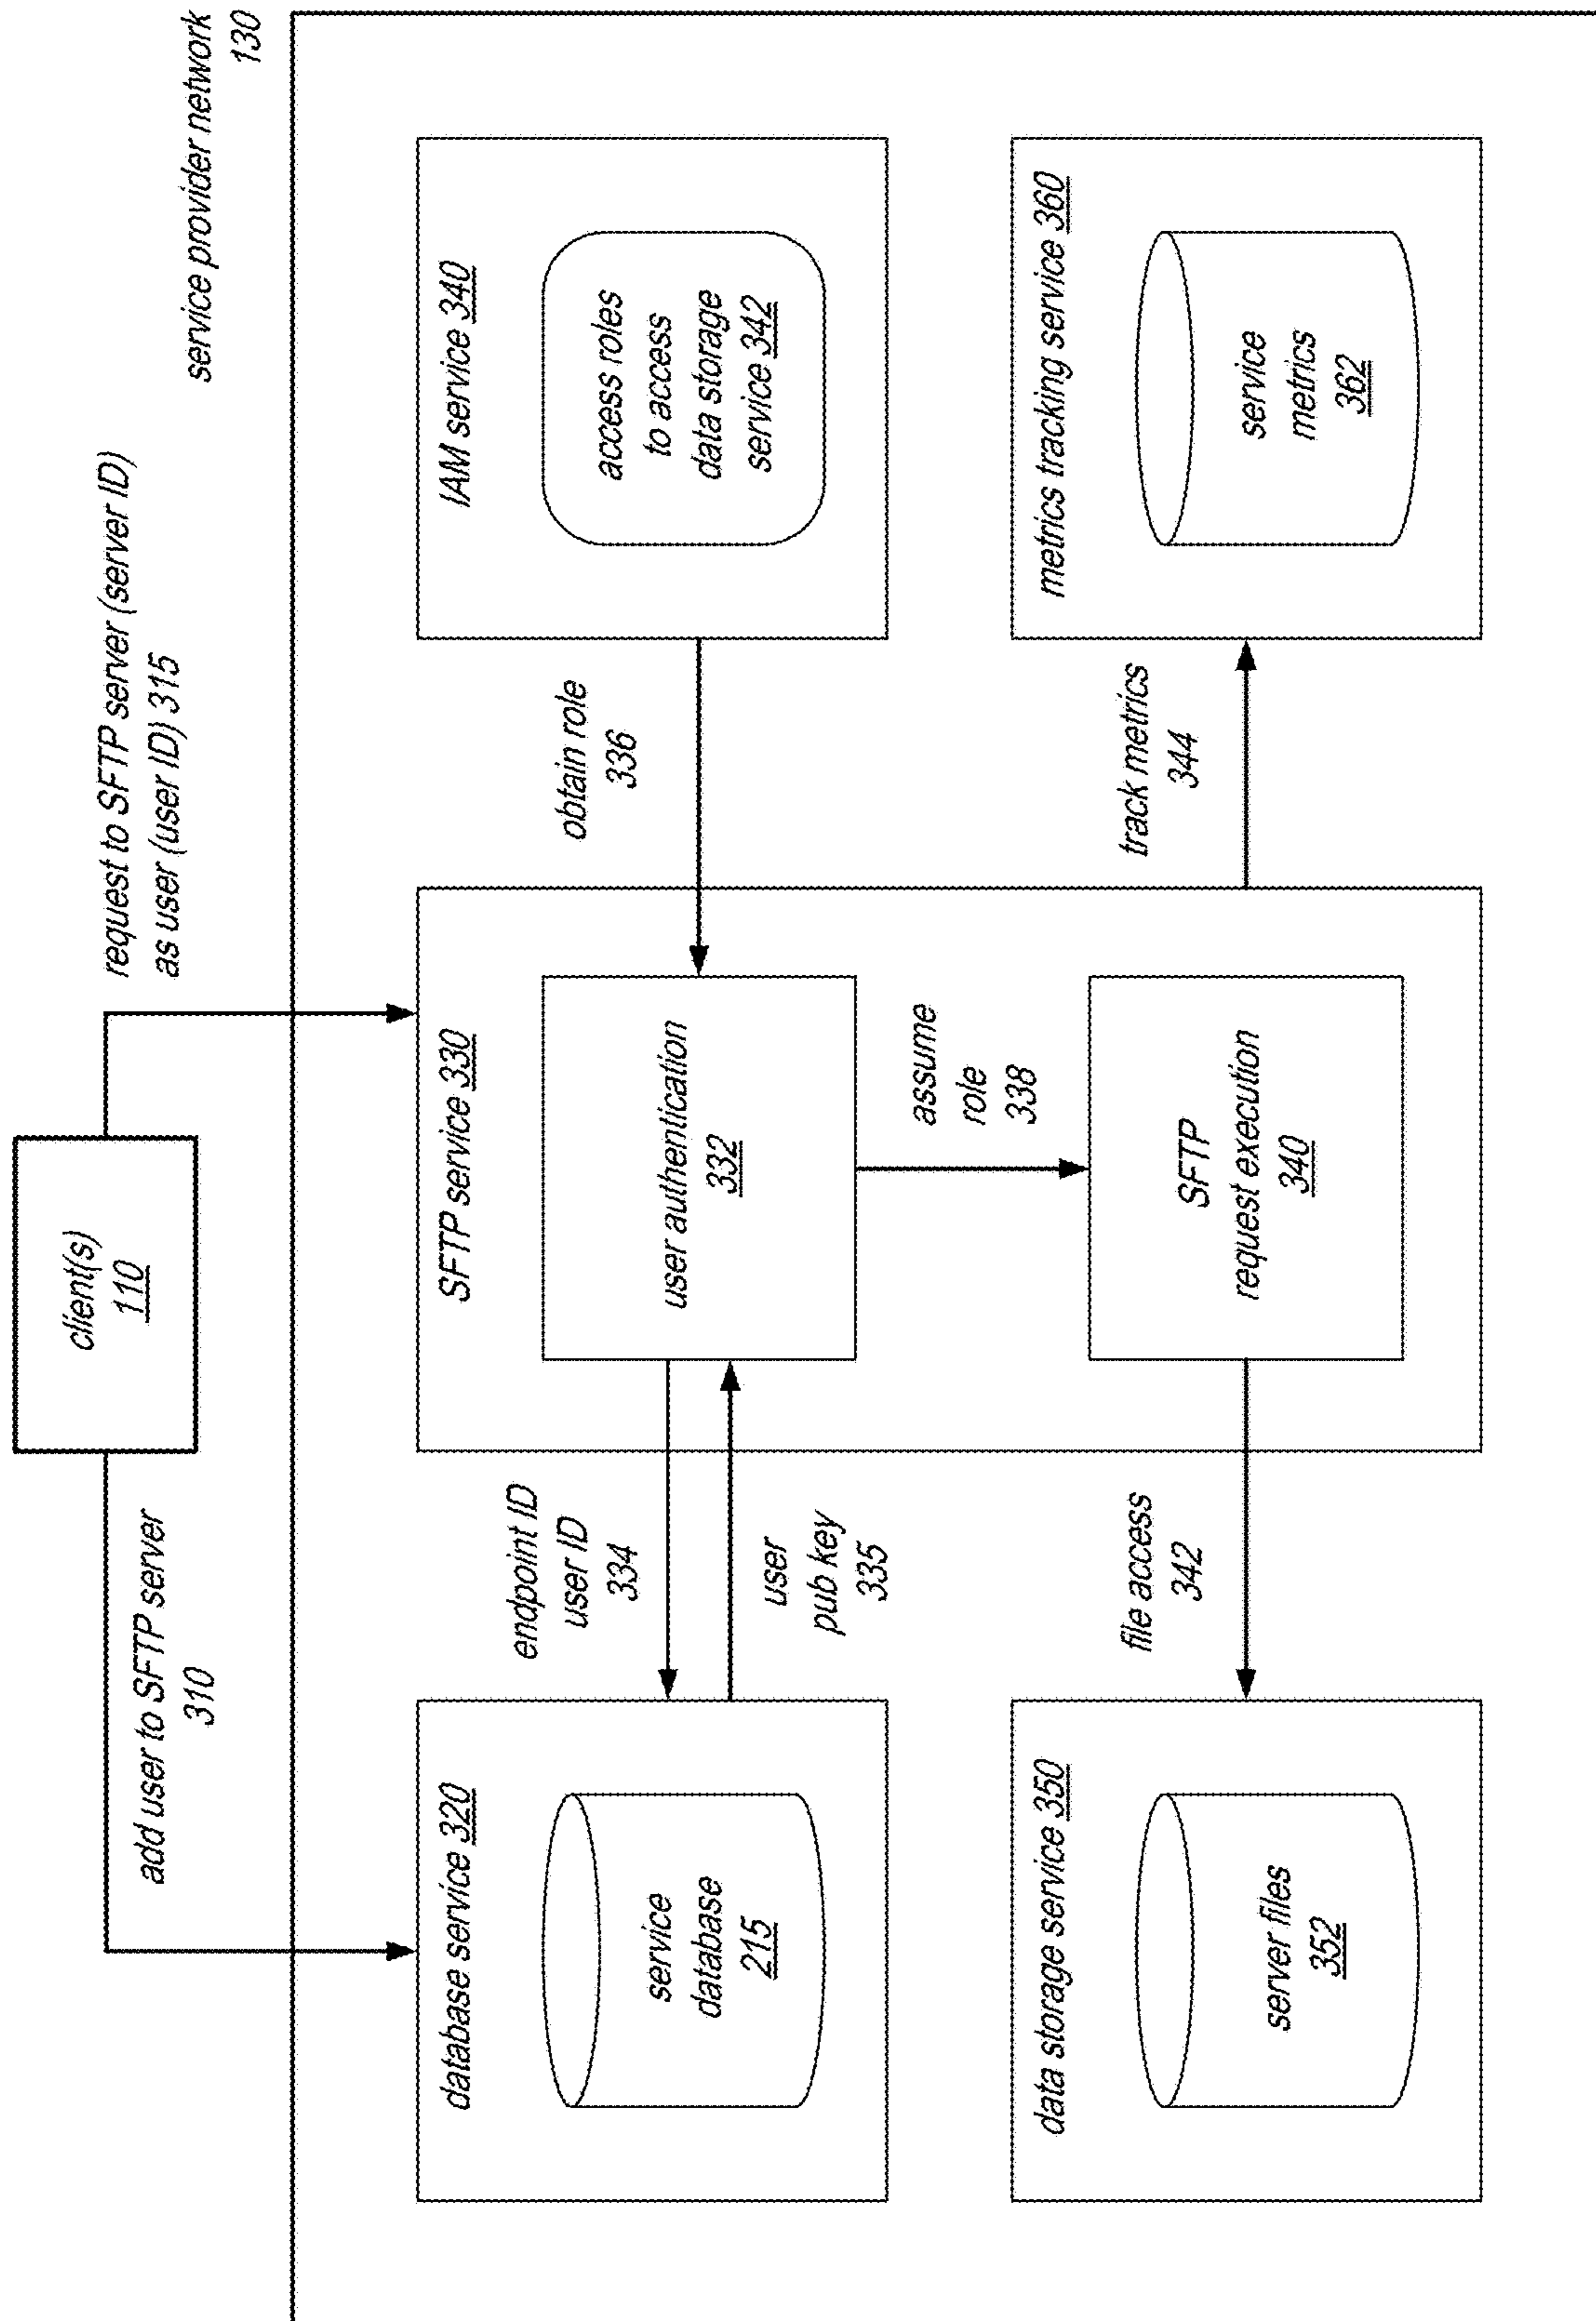 client(s)
110
add user to SFTP server
310
request to SFTP server (server ID)
as user (user ID) 315
service provider network
130
database service 320
service
database
215
endpoint ID
user ID
334
user
pub key
335
SFTP service 330
user authentication
332
obtain role
336
IAM service 340
access roles
to access
data storage
service 342
assume
role
338
data storage service 350
server files
352
file access
342
SFTP
request execution
340
track metrics
344
metrics tracking service 360
service
metrics
362